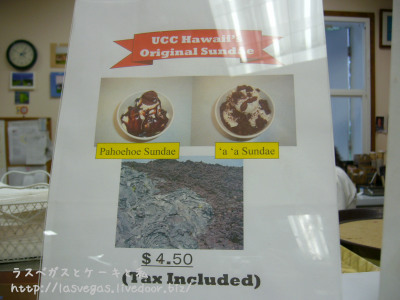 UCC Hawaii's
Original Sundae
Pahoehoe Sundae
'a 'a Sundae
$4.50
(Tax Included)
ラスベガスとケーキ
http://lasvegas.livedoor.biz/